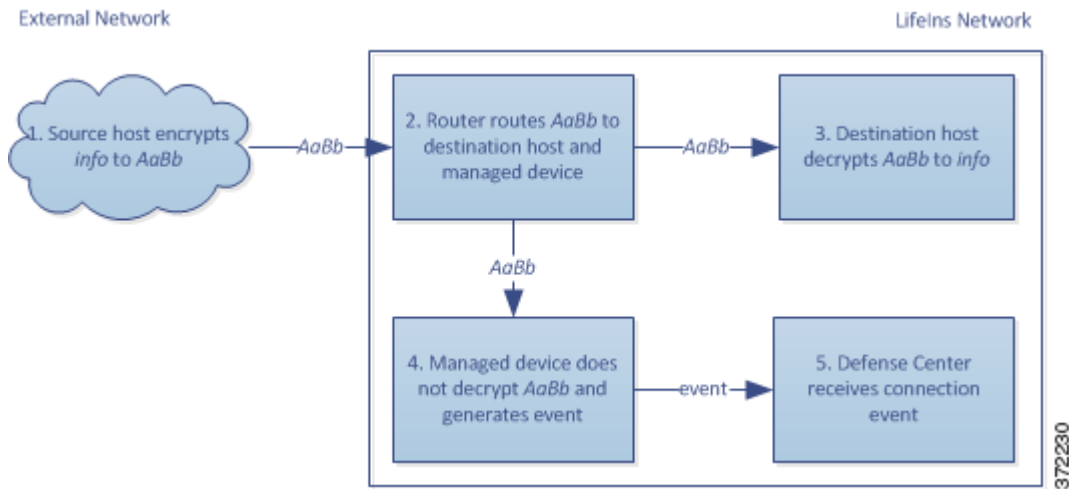 External Network
LifeIns Network
1. Source host encrypts
info to AaBb
AaBb
2. Router routes AaBb to
destination host and
managed device
AaBb
3. Destination host
decrypts AaBb to info
AaBb
4. Managed device does
not decrypt AaBb and
generates event
event
5. Defense Center
receives connection
event
372230